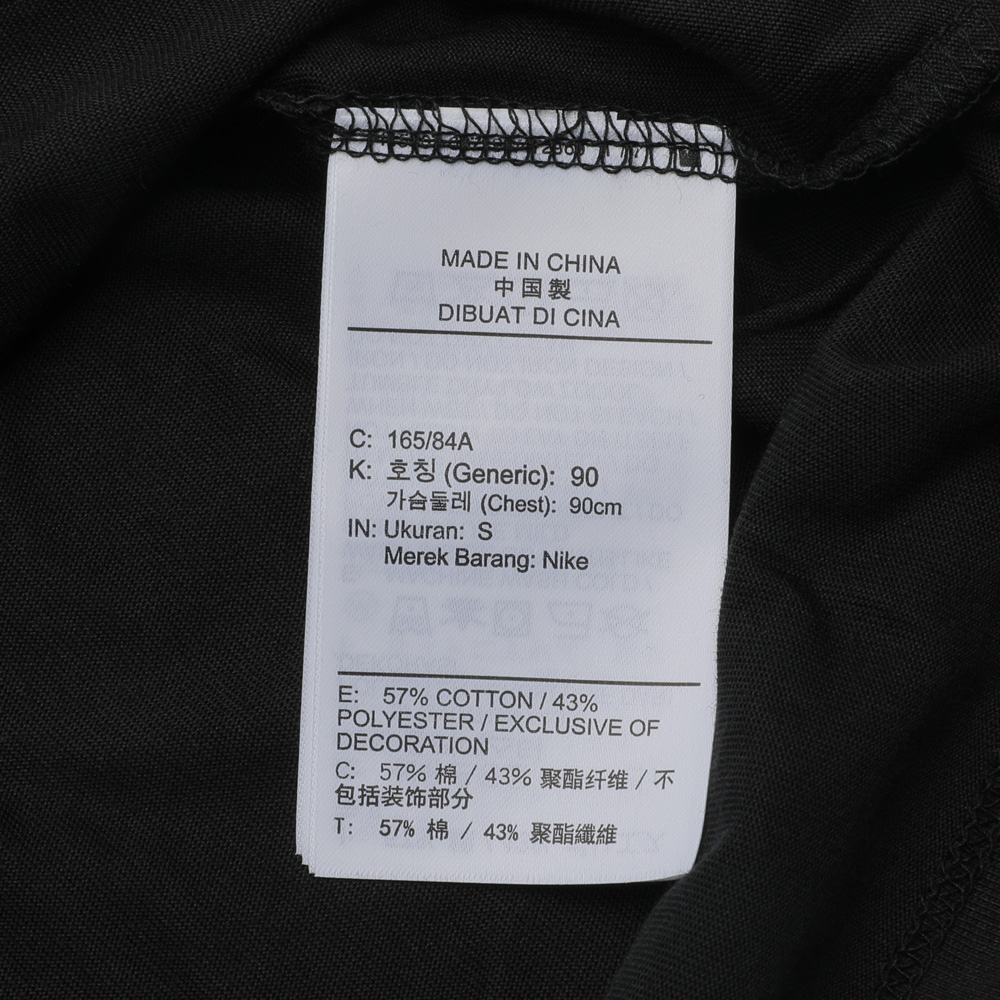 MADE IN CHINA
中国製
DIBUAT DI CINA
C: 165/84A
K: 호칭 (Generic): 90
가슴둘레 (Chest): 90cm
IN: Ukuran: S
Merek Barang: Nike
E: 57% COTTON / 43%
POLYESTER / EXCLUSIVE OF
DECORATION
C: 57% 棉 / 43% 聚酯纤维 / 不
包括装饰部分
T: 57% 棉 / 43% 聚酯纖維